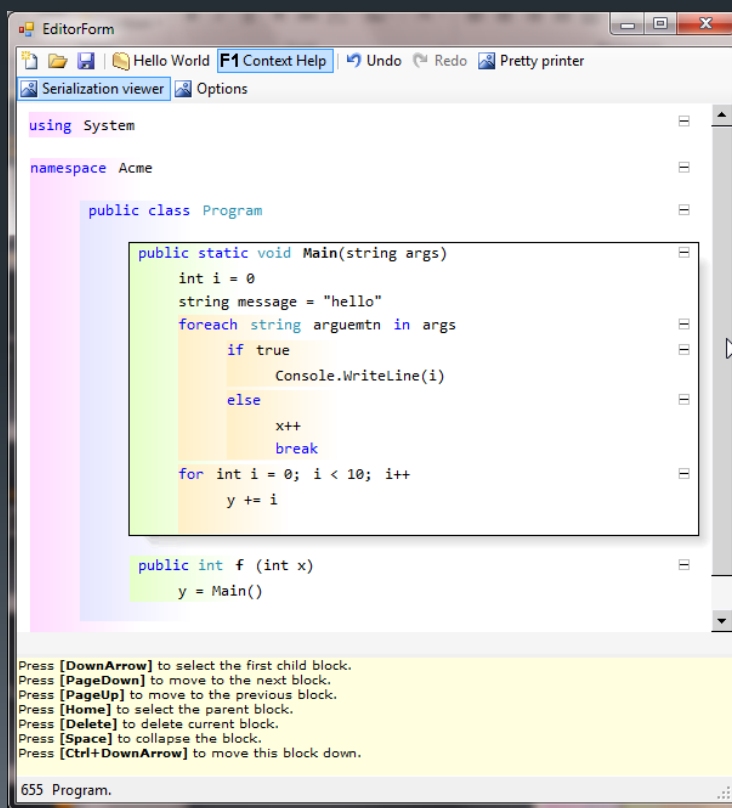 EditorForm
Hello World F1 Context Help Undo Redo Pretty printer
Serialization viewer Options
using System
namespace Acme
public class Program
public static void Main(string args)
int i = 0
string message = "hello"
foreach string arguemtn in args
if true
Console.WriteLine(i)
else
x++
break
for int i = 0; i < 10; i++
y += i
public int f (int x)
y = Main()
Press [DownArrow] to select the first child block.
Press [PageDown] to move to the next block.
Press [PageUp] to move to the previous block.
Press [Home] to select the parent block.
Press [Delete] to delete current block.
Press [Space] to collapse the block.
Press [Ctrl+DownArrow] to move this block down.
655 Program.